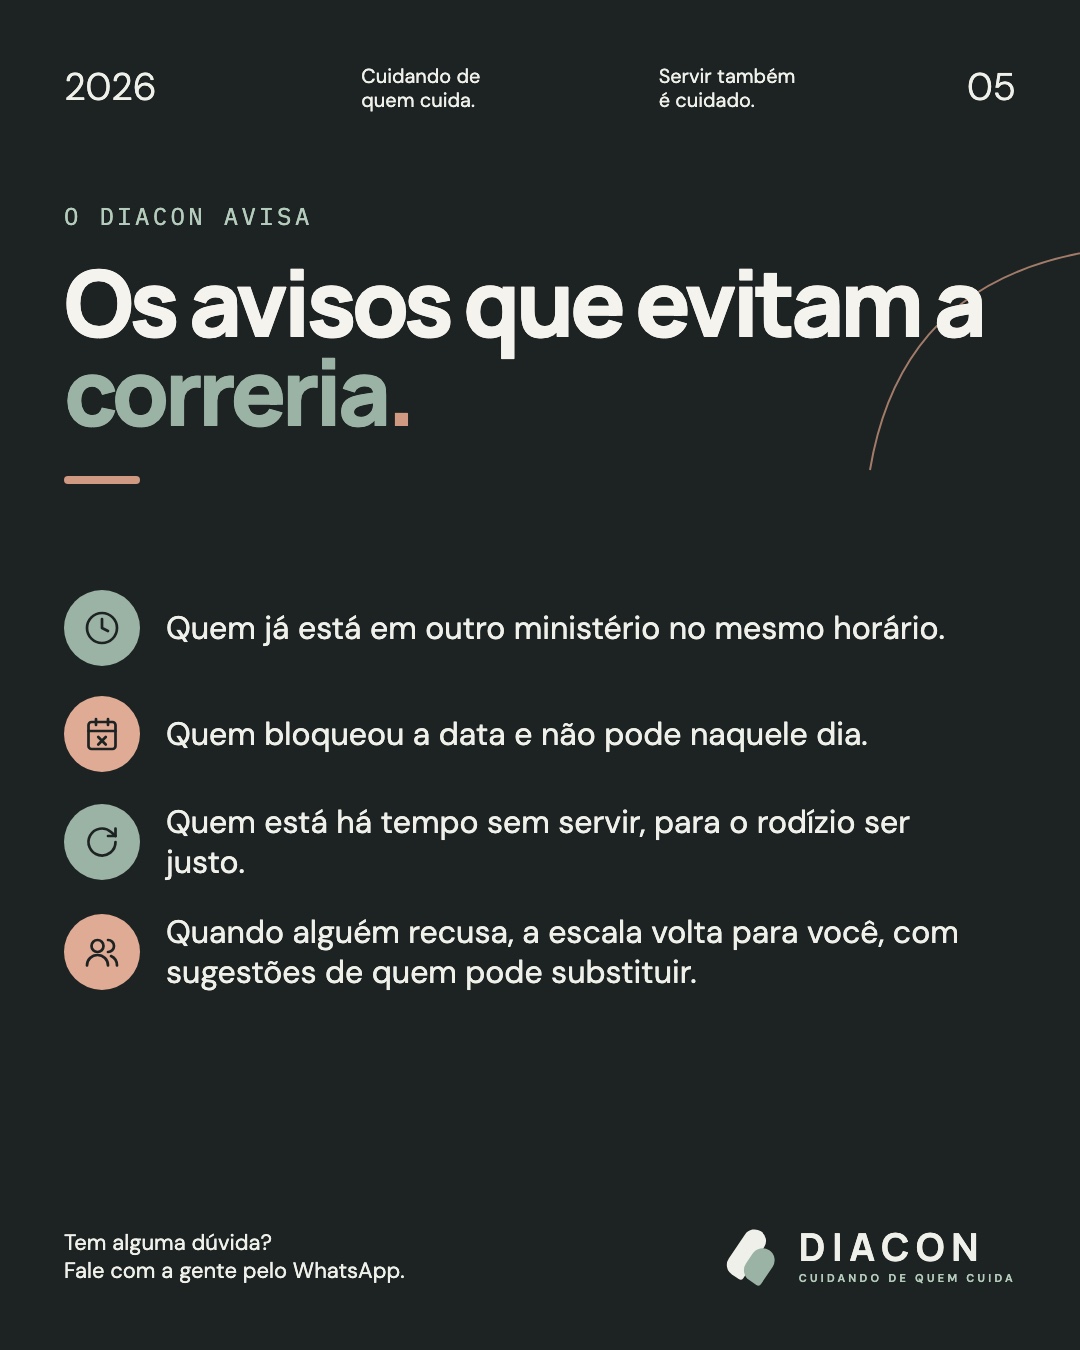 2026
Cuidando de
quem cuida.
Servir também
é cuidado.
05
O DIACON AVISA
Os avisos que evitam a
correria.
Quem já está em outro ministério no mesmo horário.
Quem bloqueou a data e não pode naquele dia.
Quem está há tempo sem servir, para o rodízio ser
justo.
Quando alguém recusa, a escala volta para você, com
sugestões de quem pode substituir.
Tem alguma dúvida?
Fale com a gente pelo WhatsApp.
DIACON
CUIDANDO DE QUEM CUIDA